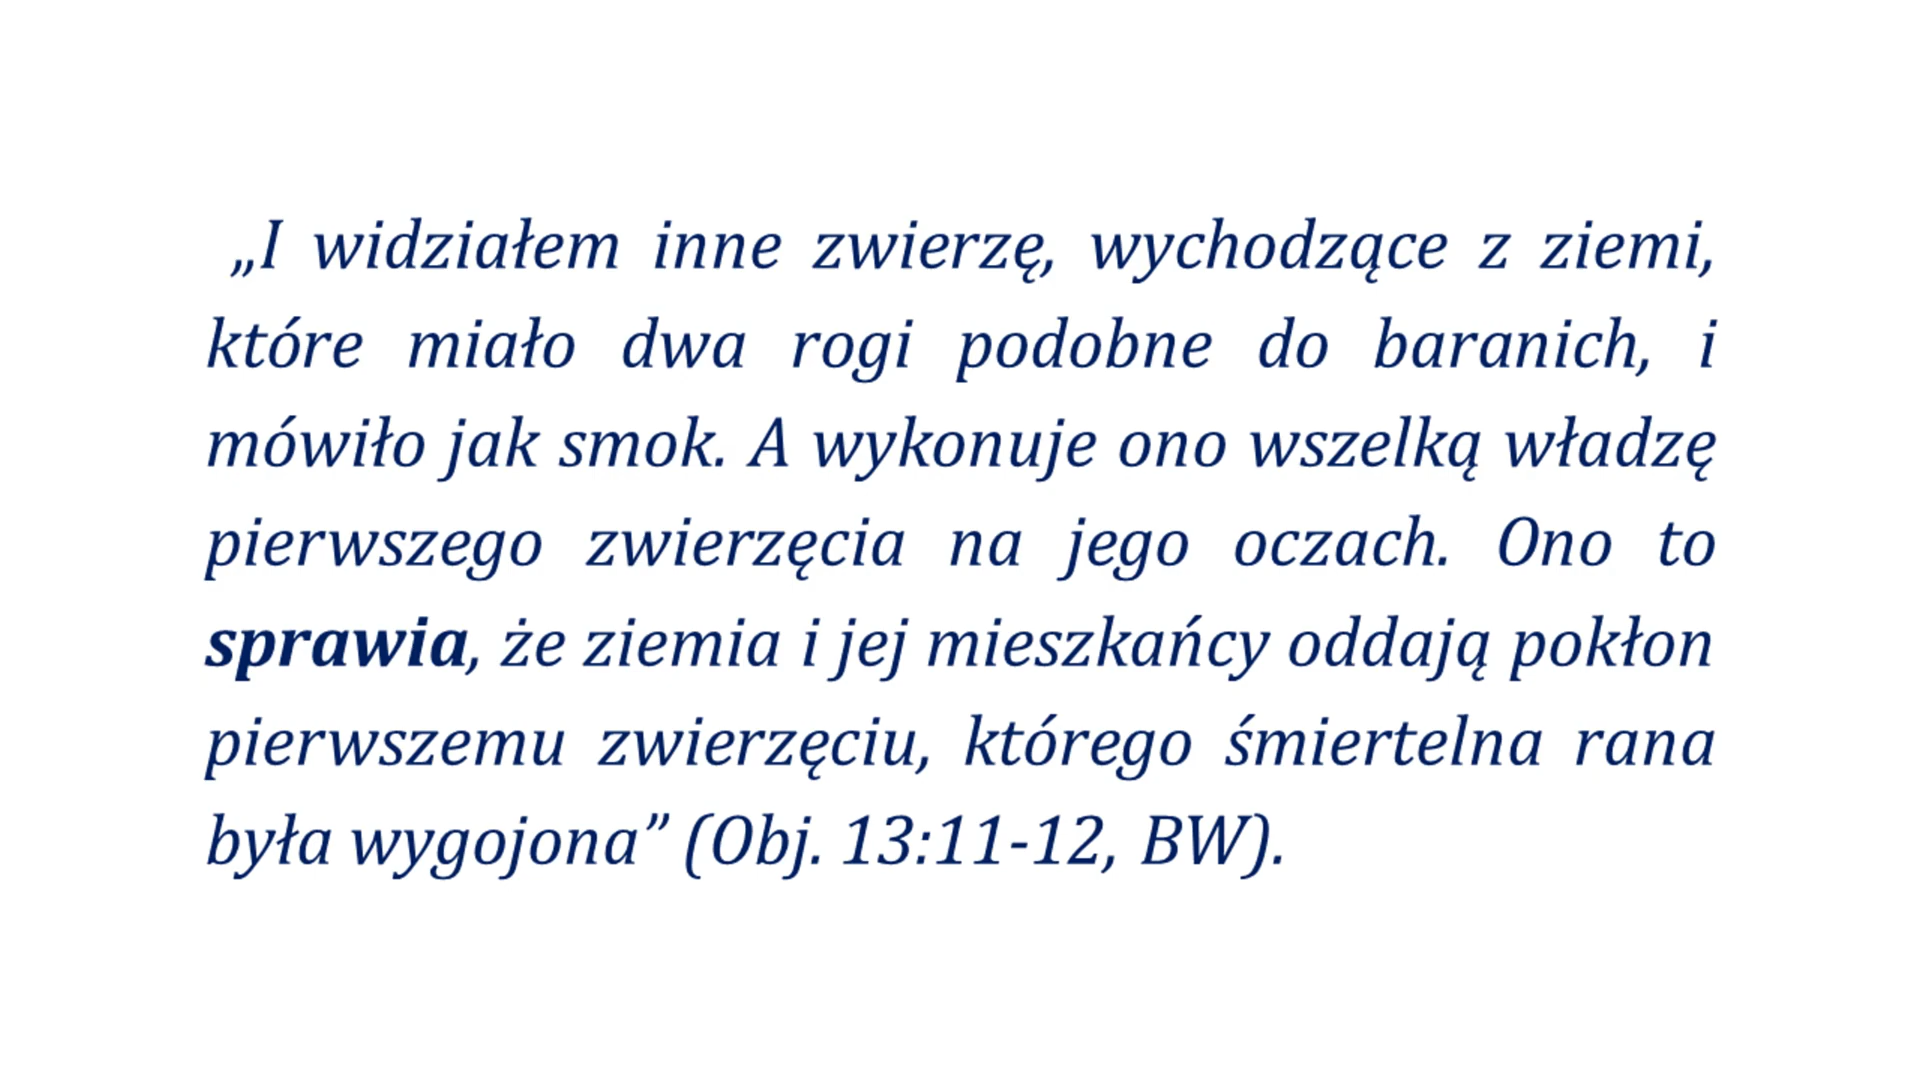 „I widziałem inne zwierzę, wychodzące z ziemi,
które miało dwa rogi podobne do baranich, i
mówiło jak smok. A wykonuje ono wszelką władzę
pierwszego zwierzęcia na jego oczach. Ono to
sprawia, że ziemia i jej mieszkańcy oddają pokłon
pierwszemu zwierzęciu, którego śmiertelna rana
była wygojona” (Obj. 13:11-12, BW).